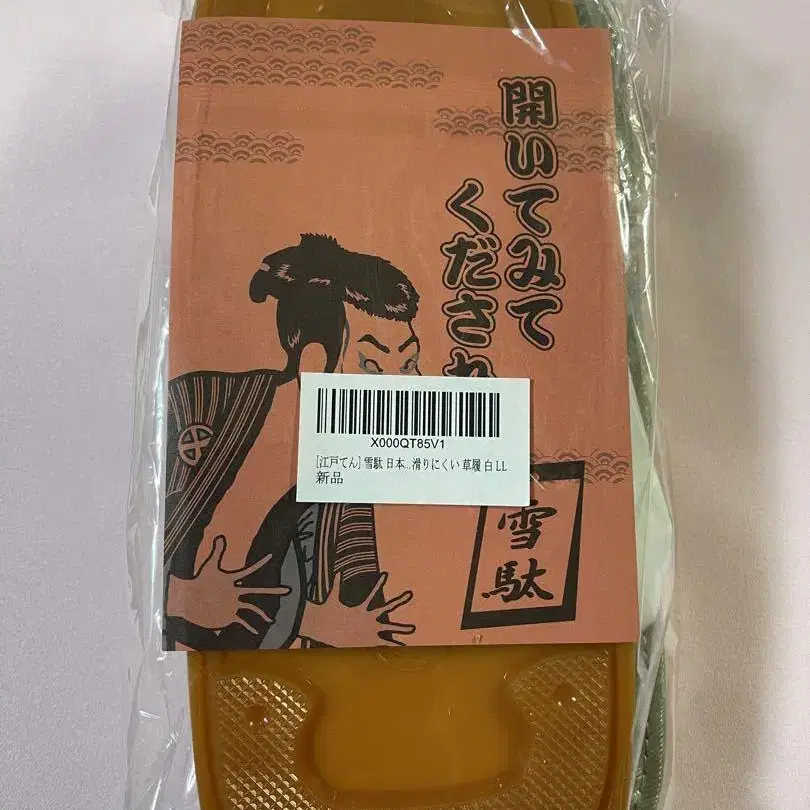 開いてみて
くださ
X000QT85V1
[江戸てん] 雪駄 日本...滑りにくい 草履 白 LL
新品
雪駄